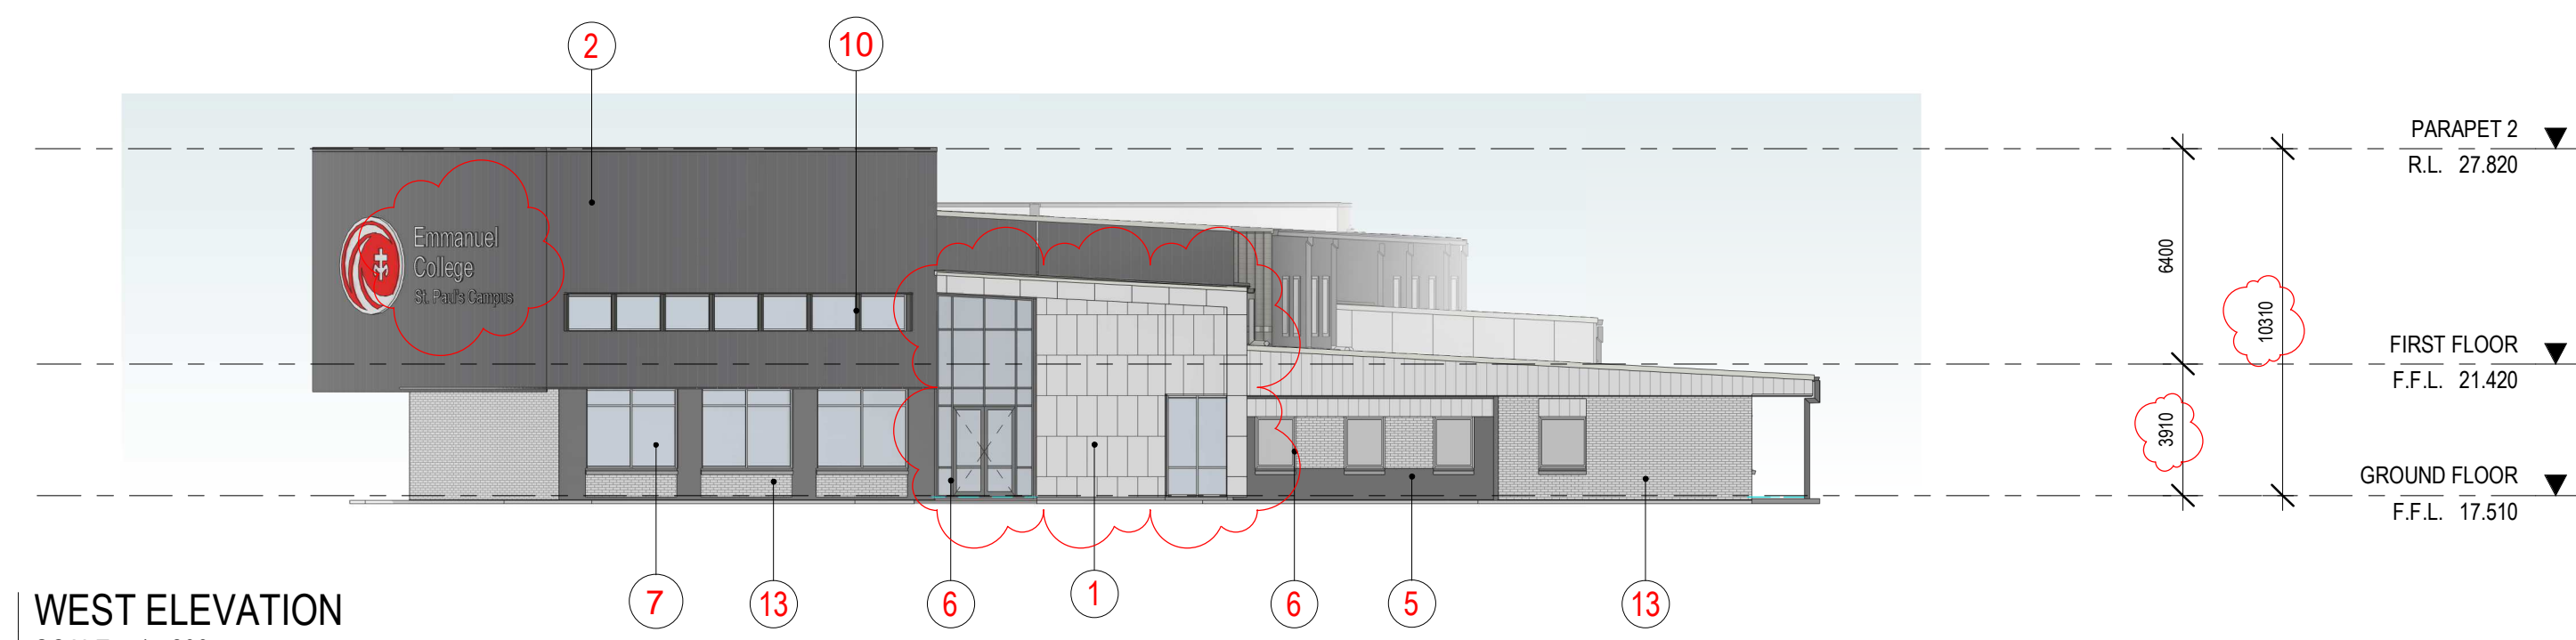 2
10
PARAPET 2
R.L. 27.820
Emmanuel
College
St. Paul's Campus
6400
10310
FIRST FLOOR
F.F.L. 21.420
3910
GROUND FLOOR
F.F.L. 17.510
7
13
6
1
6
5
13
WEST ELEVATION